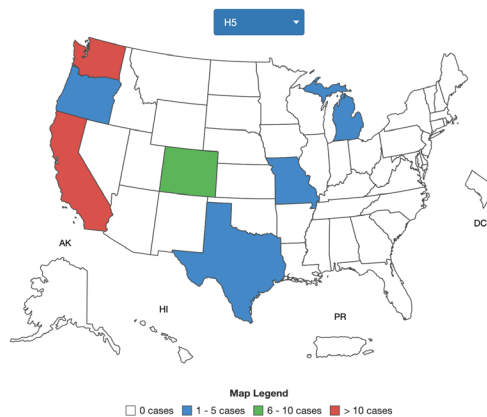 H5
AK
HI
PR
DC
Map Legend
0 cases 1 - 5 cases 6 - 10 cases > 10 cases